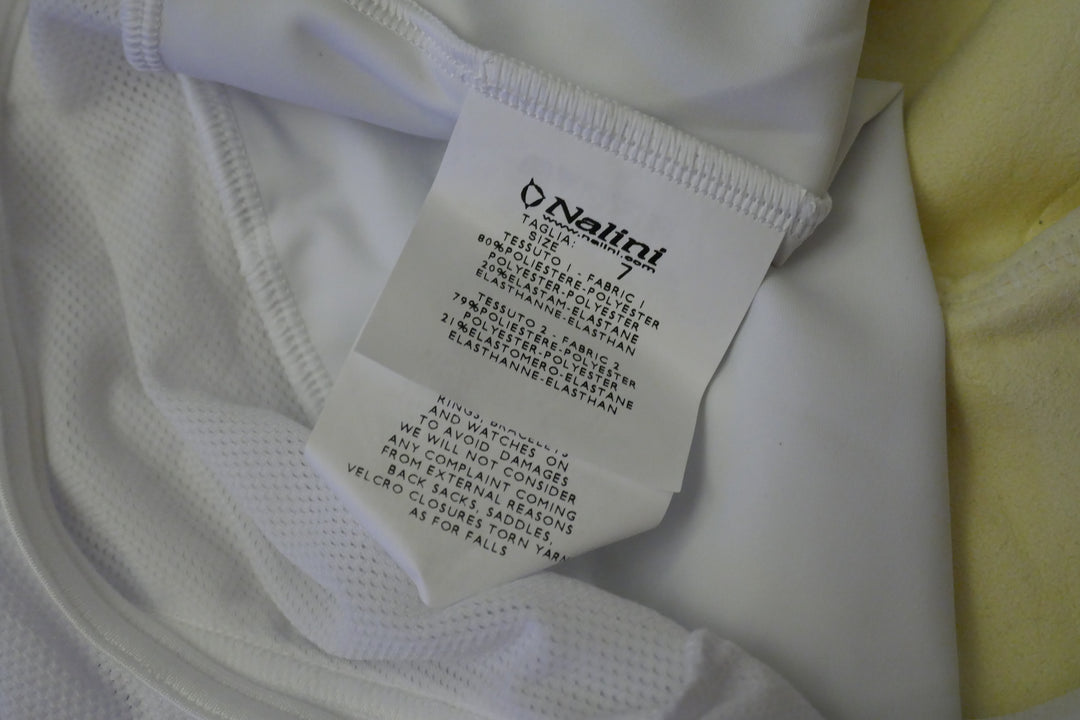 Nalini
www.nalini.com
TAGLIA:
SIZE 7
TESSUTO 1 - FABRIC 1
80%POLIESTERE-POLYESTER
POLYESTER-POLYESTER
20%ELASTAN-ELASTANE
ELASTHANNE-ELASTHAN
TESSUTO 2 - FABRIC 2
79%POLIESTERE-POLYESTER
POLYESTER-POLYESTER
21%ELASTOMERO-ELASTANE
ELASTHANNE-ELASTHAN
RINGS, BRACELETS
AND WATCHES ON
TO AVOID DAMAGES
WE WILL NOT CONSIDER
ANY COMPLAINT COMING
FROM EXTERNAL REASONS
BACK SACKS, SADDLES,
VELCRO CLOSURES TORN YARN
AS FOR FALLS